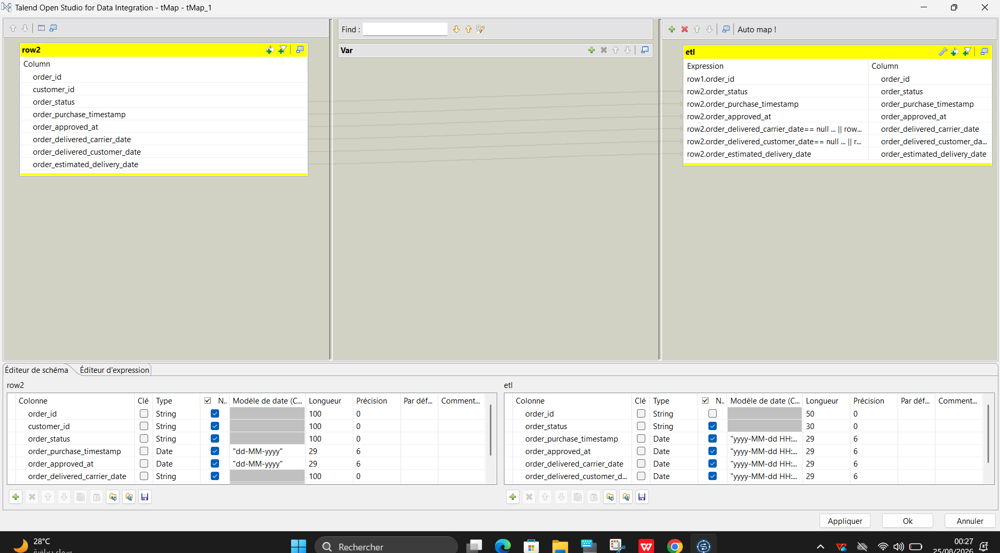 Talend Open Studio for Data Integration - tMap - tMap_1
Find :
Auto map !
row2
Column
order_id
customer_id
order_status
order_purchase_timestamp
order_approved_at
order_delivered_carrier_date
order_delivered_customer_date
order_estimated_delivery_date
Var
etl
Expression Column
row1.order_id order_id
row2.order_status order_status
row2.order_purchase_timestamp order_purchase_timestamp
row2.order_approved_at order_approved_at
row2.order_delivered_carrier_date== null ... || row... order_delivered_carrier_date
row2.order_delivered_customer_date== null ... || r... order_delivered_customer_da...
row2.order_estimated_delivery_date order_estimated_delivery_date
Éditeur de schéma Éditeur d'expression
row2
Colonne Clé Type N.. Modèle de date (C... Longueur Précision Par déf... Comment...
order_id String 100 0
customer_id String 100 0
order_status String 100 0
order_purchase_timestamp Date "dd-MM-yyyy" 29 6
order_approved_at Date "dd-MM-yyyy" 29 6
order_delivered_carrier_date String 100 0
etl
Colonne Clé Type N.. Modèle de date (C... Longueur Précision Par déf... Comment...
order_id String 50 0
order_status String 30 0
order_purchase_timestamp Date "yyyy-MM-dd HH:... 29 6
order_approved_at Date "yyyy-MM-dd HH:... 29 6
order_delivered_carrier_date Date "yyyy-MM-dd HH:... 29 6
order_delivered_customer_d... Date "yyyy-MM-dd HH:... 29 6
Appliquer Ok Annuler
28°C
Rechercher
00:27
25/08/2026